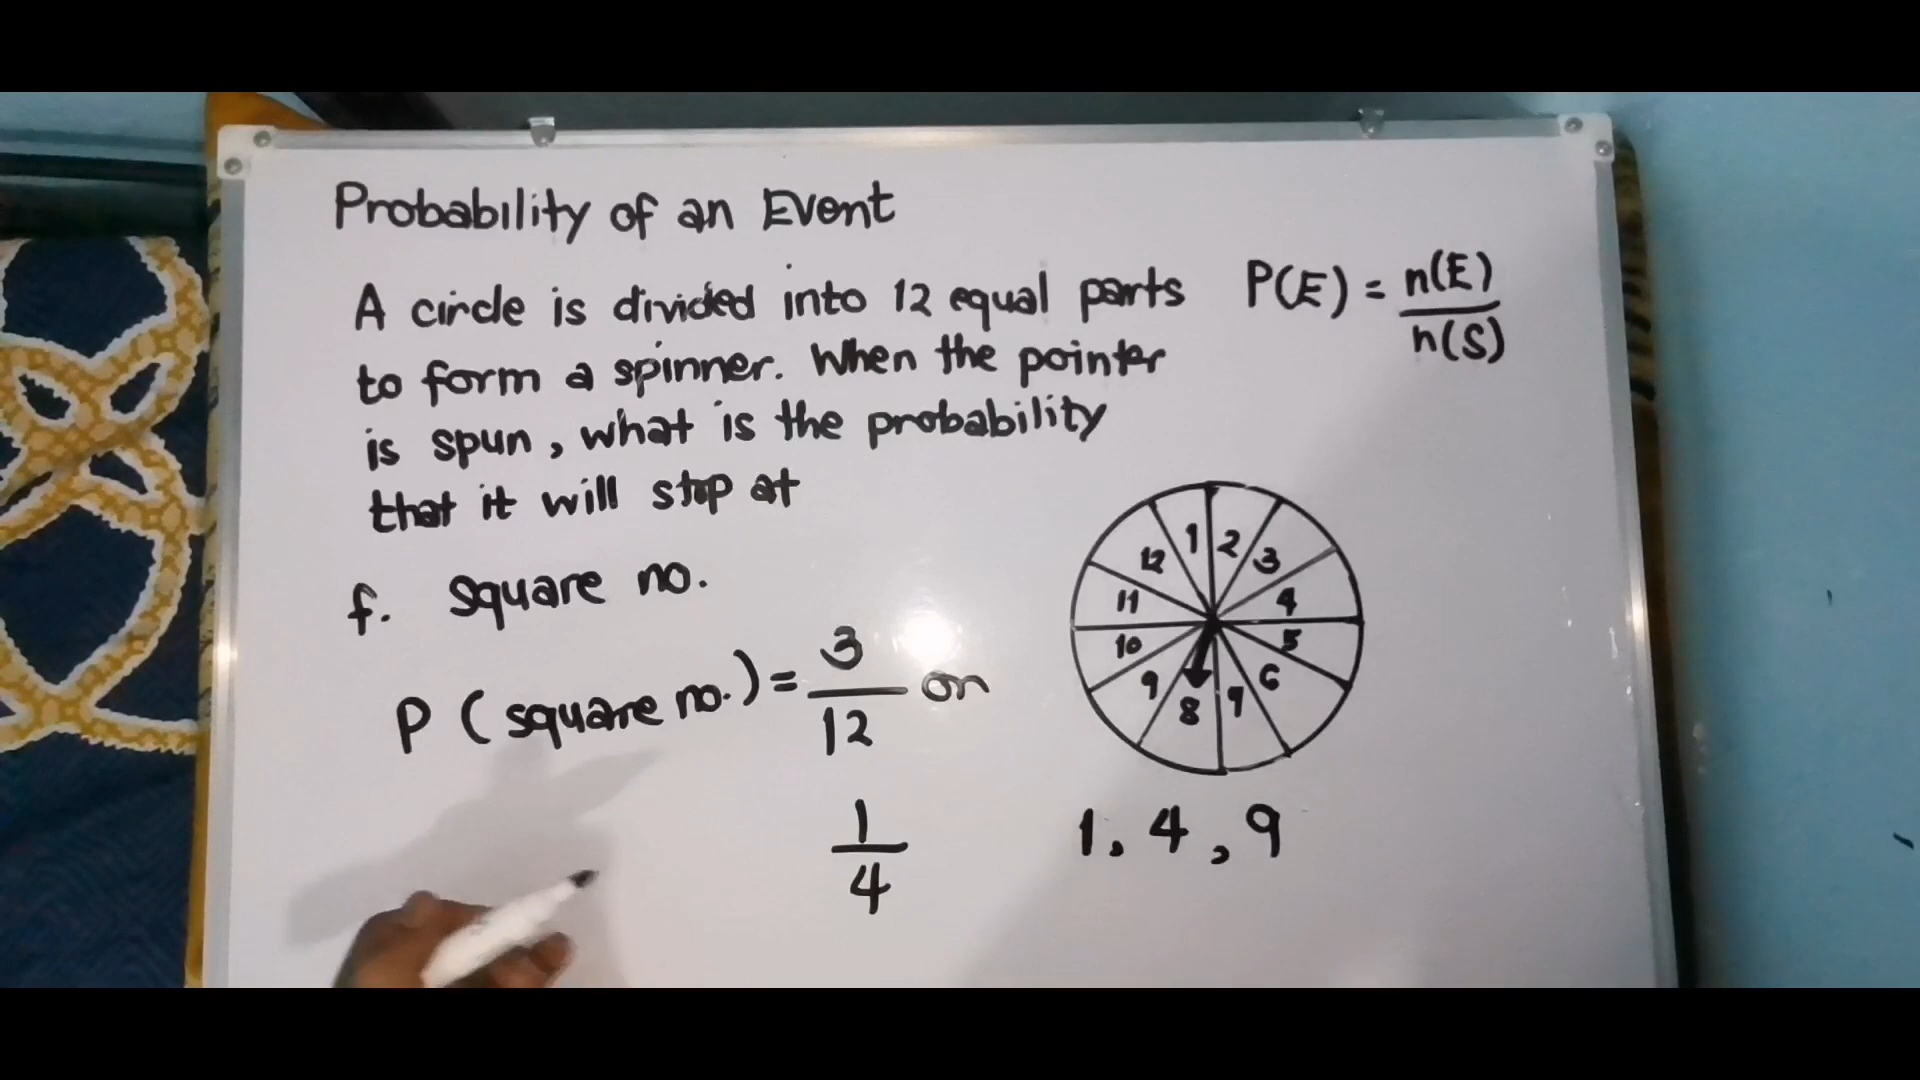 Probability of an Event
A circle is divided into 12 equal parts
to form a spinner. When the pointer
is spun, what is the probability
that it will stop at
P(E) = n(E)
n(S)
f. square no.
P (square no.) = 3
12
or
1
4
1 2 3 4 5 6 7 8 9 10 11 12
1, 4, 9